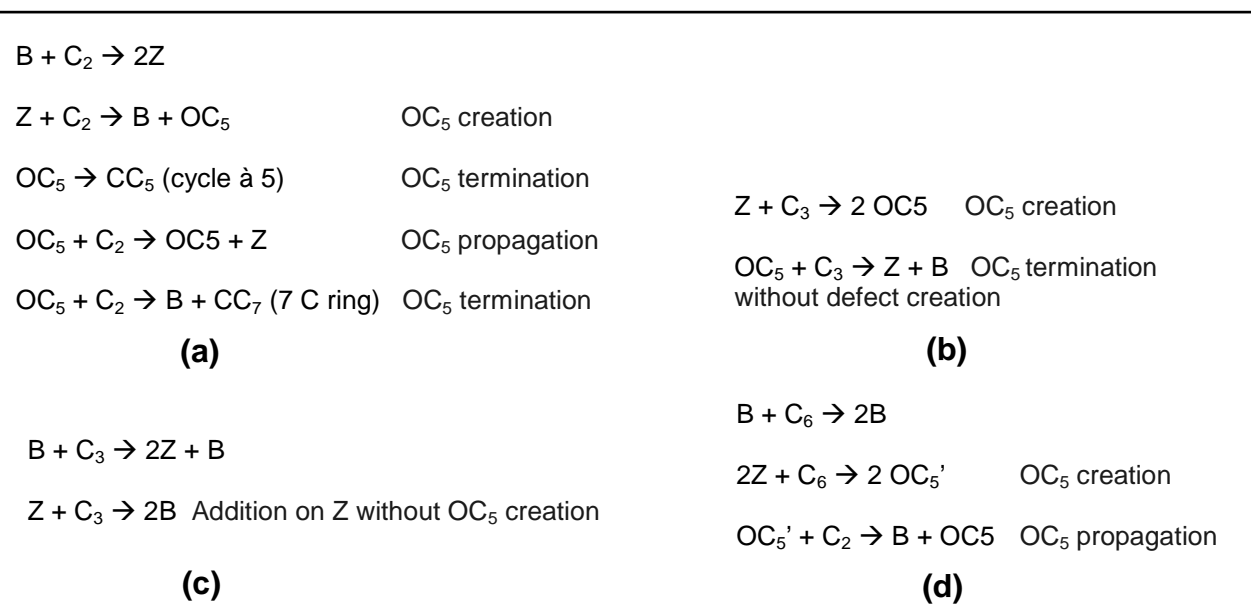 B + C₂ → 2Z
Z + C₂ → B + OC₅ OC₅ creation
OC₅ → CC₅ (cycle à 5) OC₅ termination
OC₅ + C₂ → OC5 + Z OC₅ propagation
OC₅ + C₂ → B + CC₇ (7 C ring) OC₅ termination
(a)
Z + C₃ → 2 OC5 OC₅ creation
OC₅ + C₃ → Z + B OC₅ termination
without defect creation
(b)
B + C₃ → 2Z + B
Z + C₃ → 2B Addition on Z without OC₅ creation
(c)
B + C₆ → 2B
2Z + C₆ → 2 OC₅' OC₅ creation
OC₅' + C₂ → B + OC5 OC₅ propagation
(d)